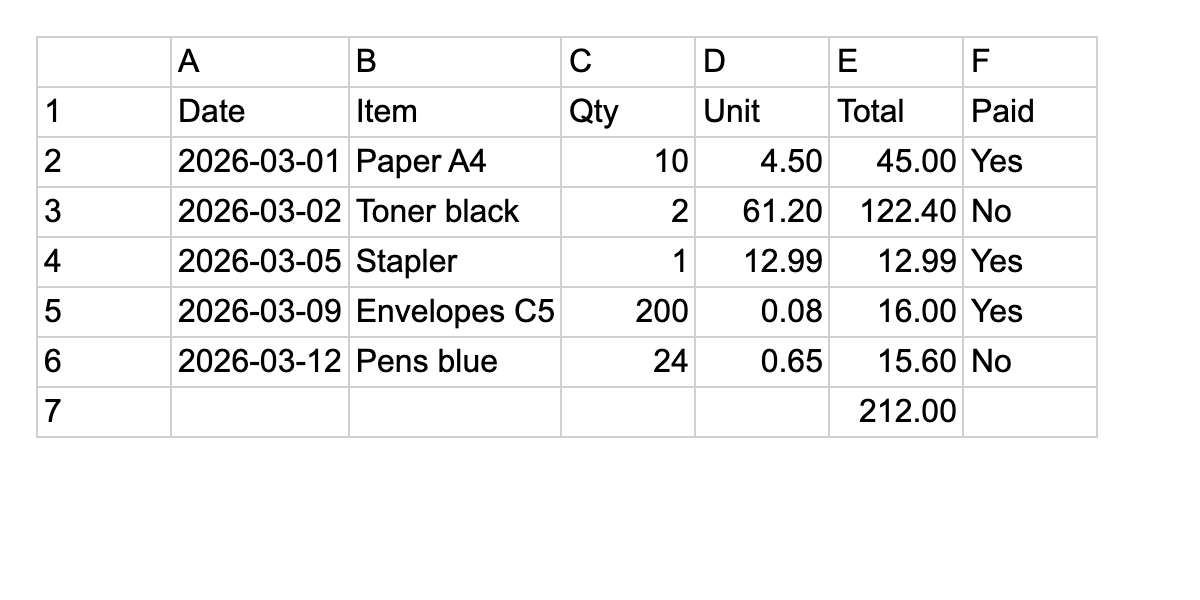 A B C D E F
1 Date Item Qty Unit Total Paid
2 2026-03-01 Paper A4 10 4.50 45.00 Yes
3 2026-03-02 Toner black 2 61.20 122.40 No
4 2026-03-05 Stapler 1 12.99 12.99 Yes
5 2026-03-09 Envelopes C5 200 0.08 16.00 Yes
6 2026-03-12 Pens blue 24 0.65 15.60 No
7 212.00